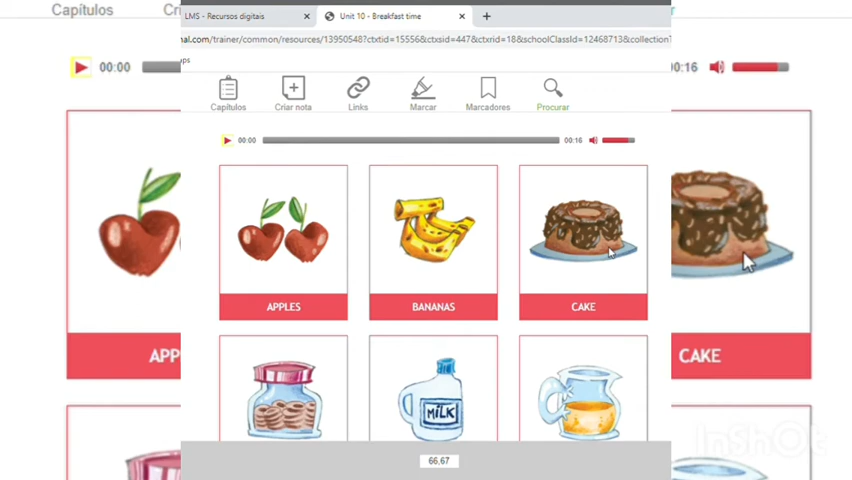 LMS - Recursos digitais
Unit 10 - Breakfast time
nal.com/trainer/common/resources/13950548?ctxtid=15556&ctxsid=447&ctxrid=18&schoolClassId=12468713&collection?
ups
Capítulos
Capítulos
Criar nota
Links
Marcar
Marcadores
Procurar
00:00
00:00
00:16
:16
APPLES
BANANAS
CAKE
APP
CAKE
MILK
66.67
InShOt